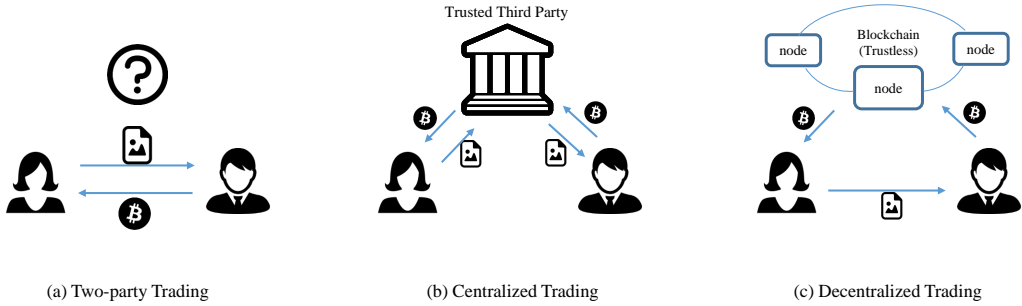 Trusted Third Party
Blockchain
(Trustless)
node
node
node
(a) Two-party Trading
(b) Centralized Trading
(c) Decentralized Trading